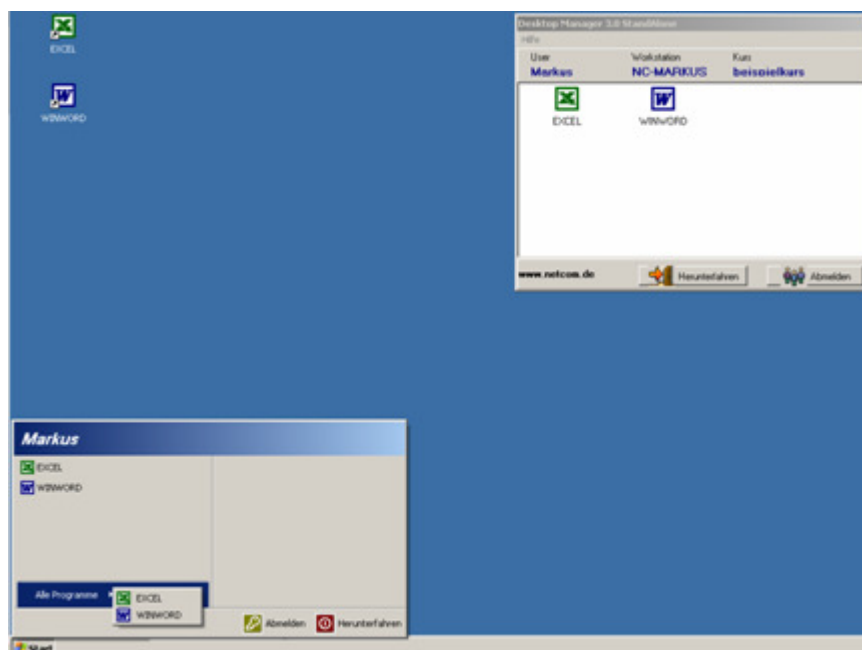 EXCEL
WINWORD
Desktop Manager 3.0 StandAlone
Hilfe
User Workstation Kurs
Markus NC-MARKUS beispielkurs
EXCEL WINWORD
www.netcom.de Herunterfahren Abmelden
Markus
EXCEL
WINWORD
Alle Programme
EXCEL
WINWORD
Abmelden Herunterfahren
Start